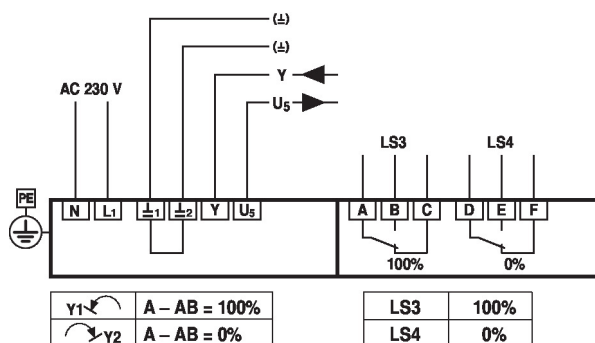 (⊥)
(⊥)
Y
AC 230 V
U5
LS3 LS4
PE
N L1 ⊥1 ⊥2 Y U5 A B C D E F
100% 0%
Y1 A – AB = 100%
Y2 A – AB = 0%
LS3 100%
LS4 0%